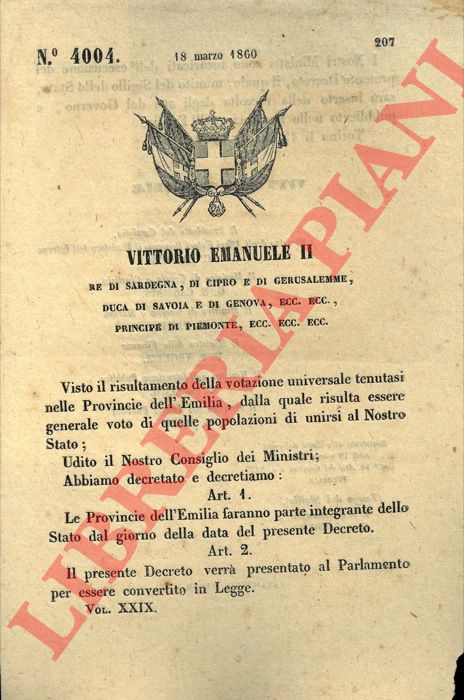 N.° 4004.
18 marzo 1860
207
VITTORIO EMANUELE II
RE DI SARDEGNA, DI CIPRO E DI GERUSALEMME,
DUCA DI SAVOIA E DI GENOVA, ECC. ECC.,
PRINCIPE DI PIEMONTE, ECC. ECC. ECC.
Visto il risultamento della votazione universale tenutasi
nelle Provincie dell'Emilia, dalla quale risulta essere
generale voto di quelle popolazioni di unirsi al Nostro
Stato;
Udito il Nostro Consiglio dei Ministri;
Abbiamo decretato e decretiamo:
Art. 1.
Le Provincie dell'Emilia faranno parte integrante dello
Stato dal giorno della data del presente Decreto.
Art. 2.
Il presente Decreto verrà presentato al Parlamento
per essere convertito in Legge.
VOL. XXIX.
LIBRERIA PIANI